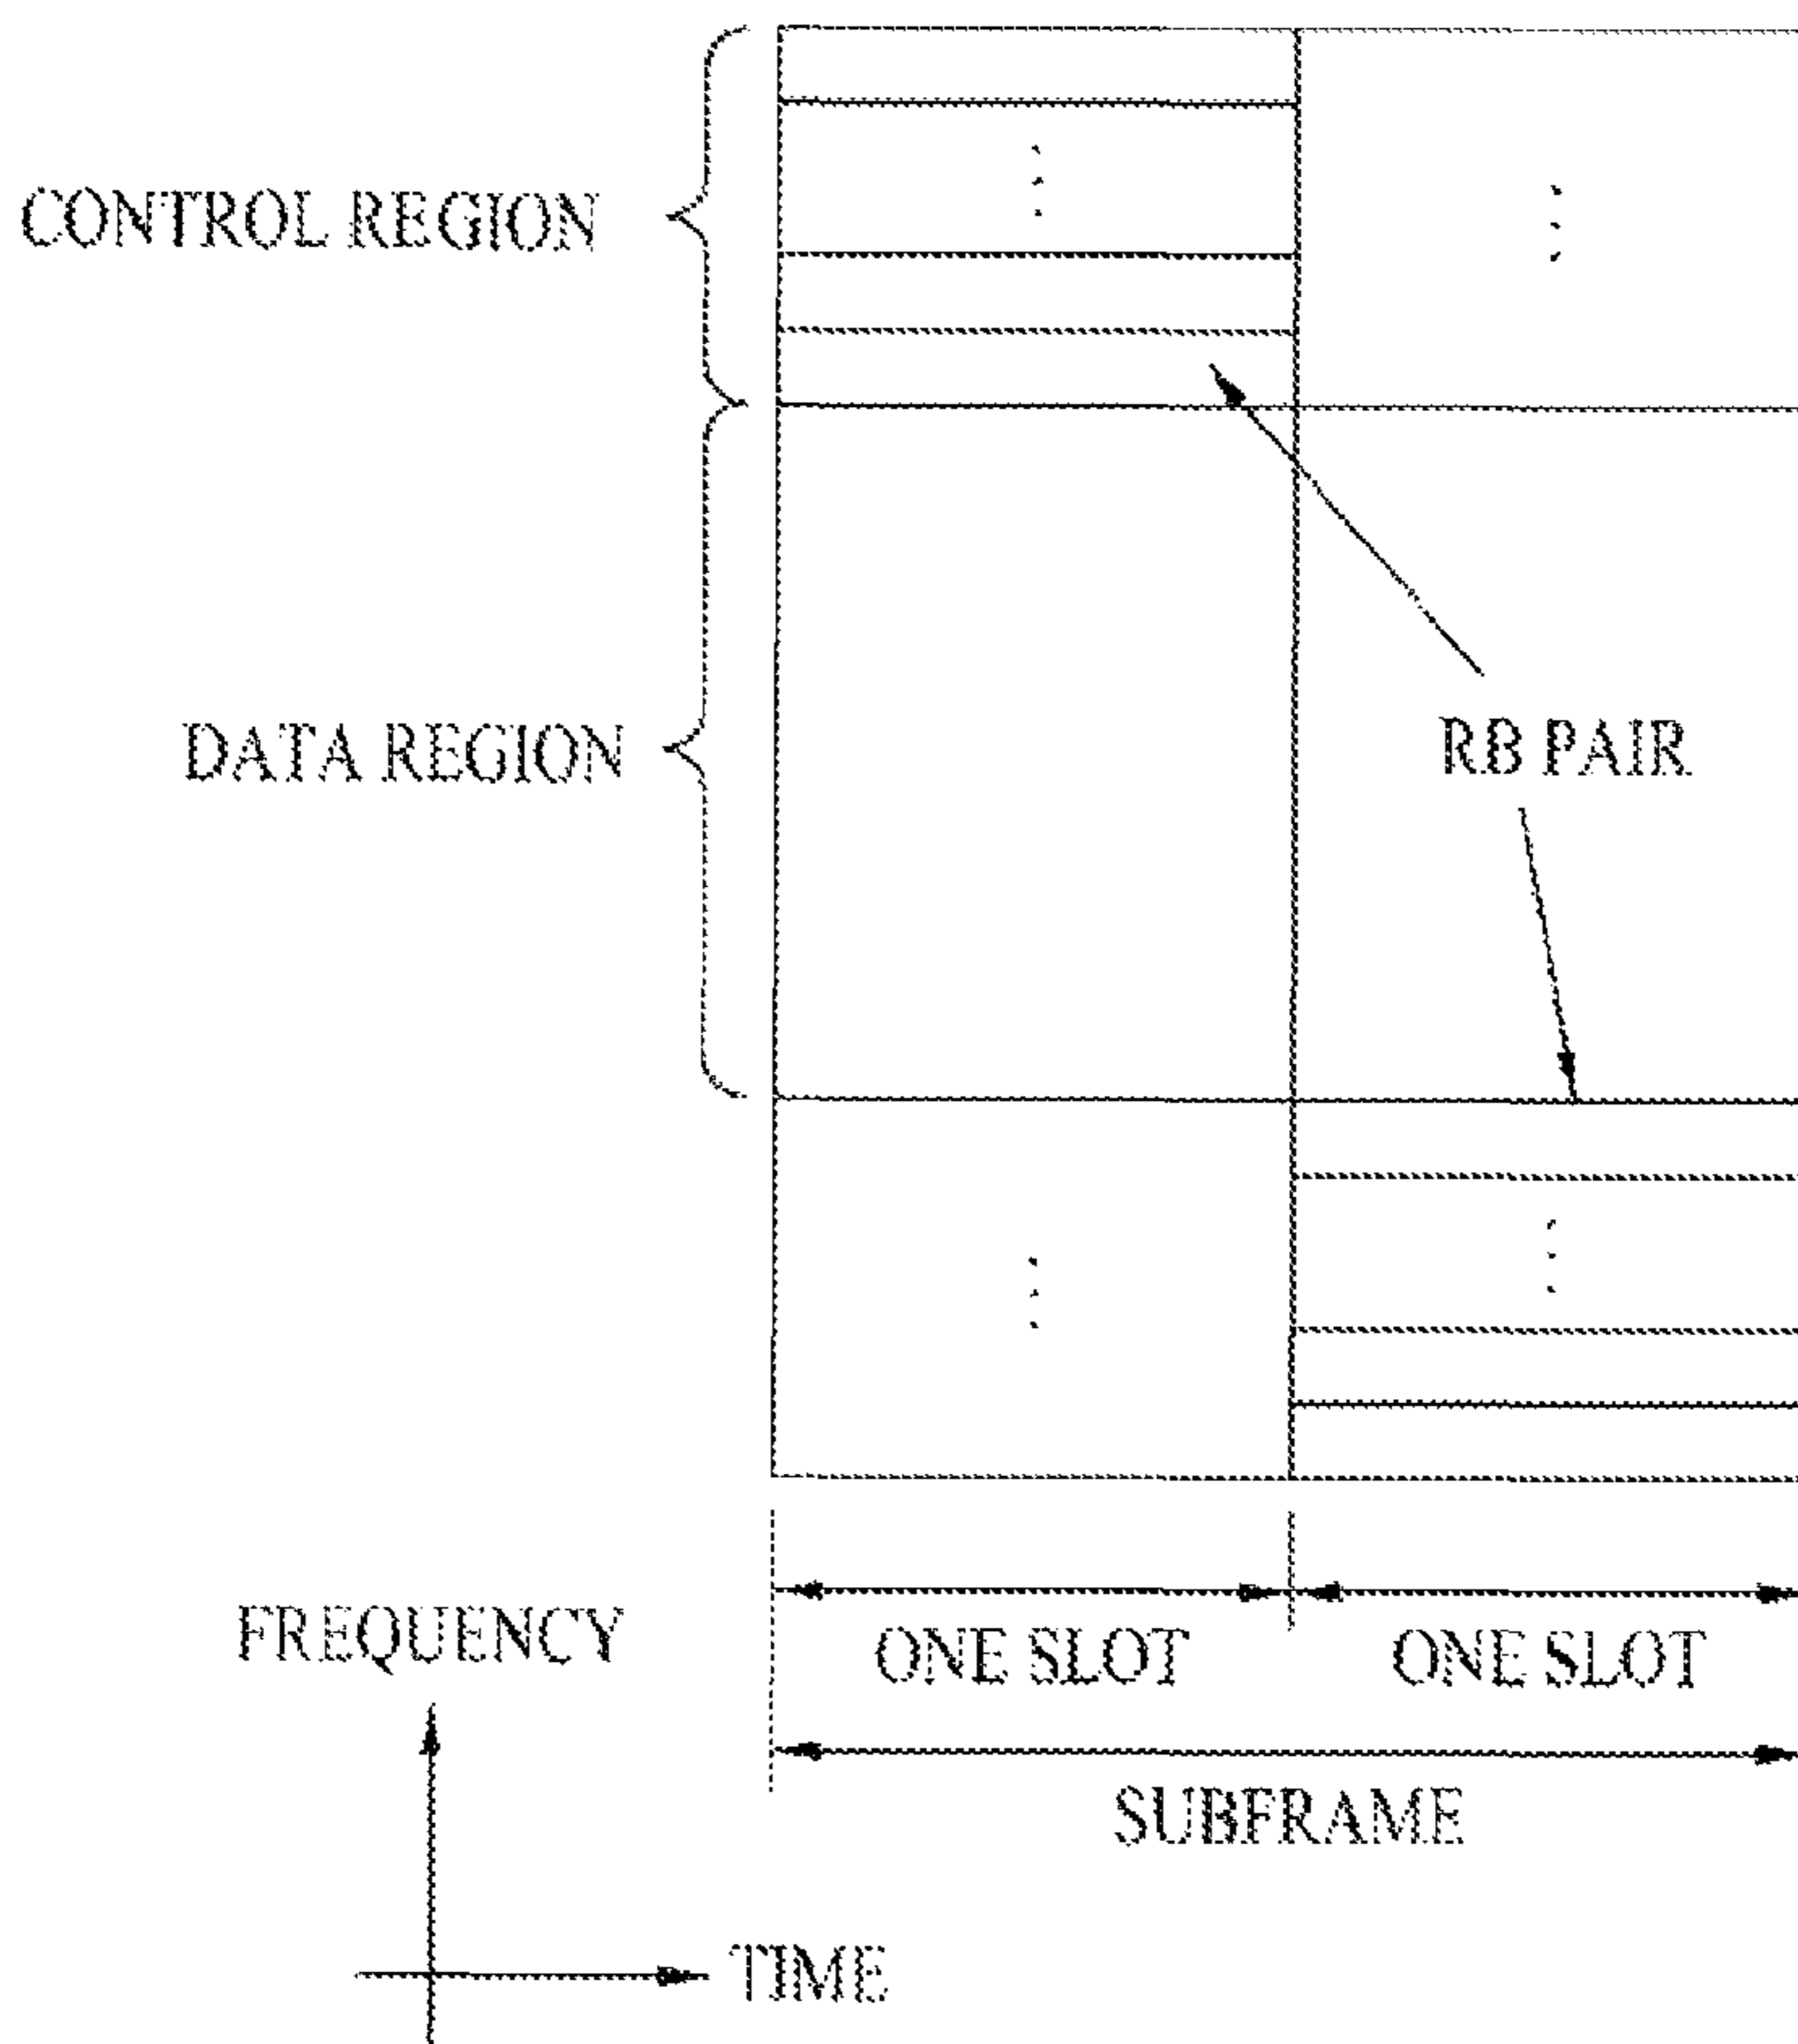 CONTROL REGION
DATA REGION
RB PAIR
FREQUENCY
ONE SLOT
ONE SLOT
SUBFRAME
TIME